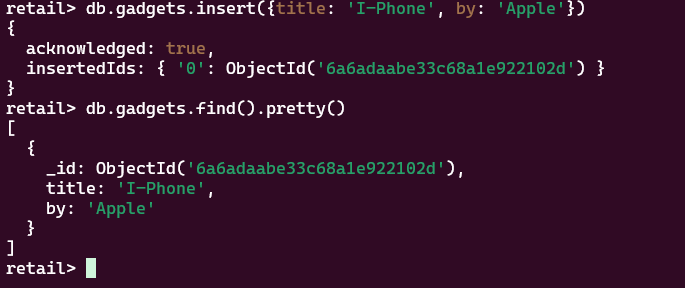 retail> db.gadgets.insert({title: 'I-Phone', by: 'Apple'})
{
  acknowledged: true,
  insertedIds: { '0': ObjectId('6a6adaabe33c68a1e922102d') }
}
retail> db.gadgets.find().pretty()
[
  {
    _id: ObjectId('6a6adaabe33c68a1e922102d'),
    title: 'I-Phone',
    by: 'Apple'
  }
]
retail>